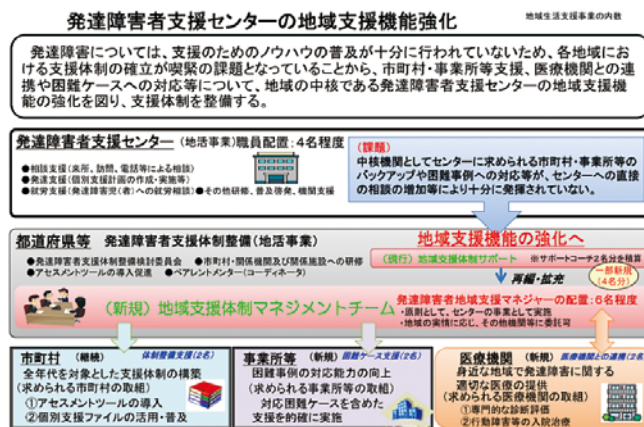 発達障害者支援センターの地域支援機能強化
地域生活支援事業の内数
発達障害については、支援のためのノウハウの普及が十分に行われていないため、各地域にお
ける支援体制の確立が喫緊の課題となっていることから、市町村・事業所等支援、医療機関との連
携や困難ケースへの対応等について、地域の中核である発達障害者支援センターの地域支援機
能の強化を図り、支援体制を整備する。
発達障害者支援センター (地活事業) 職員配置:4名程度
●相談支援(来所、訪問、電話等による相談)
●発達支援(個別支援計画の作成・実施等)
●就労支援(発達障害児(者)への就労相談)●その他研修、普及啓発、機関支援
(課題)
中核機関としてセンターに求められる市町村・事業所等の
バックアップや困難事例への対応等が、センターへの直接
の相談の増加等により十分に発揮されていない。
都道府県等 発達障害者支援体制整備(地活事業)
●発達障害者支援体制整備検討委員会 ●市町村・関係機関及び関係施設への研修
●アセスメントツールの導入促進 ●ペアレントメンター(コーディネータ)
地域支援機能の強化へ
(現行)地域支援体制サポート ※サポートコーチ2名分を積算
再編・拡充
一部新規
(4名分)
(新規)地域支援体制マネジメントチーム
発達障害者地域支援マネジャーの配置:6名程度
・原則として、センターの事業として実施
・地域の実情に応じ、その他機関等に委託可
市町村 (継続) 体制整備支援(2名)
全年代を対象とした支援体制の構築
(求められる市町村の取組)
①アセスメントツールの導入
②個別支援ファイルの活用・普及
事業所等 (新規) 困難ケース支援(2名)
困難事例の対応能力の向上
(求められる事業所等の取組)
対応困難ケースを含めた
支援を的確に実施
医療機関 (新規) 医療機関との連携(2名)
身近な地域で発達障害に関する
適切な医療の提供
(求められる医療機関の取組)
①専門的な診断評価
②行動障害等の入院治療